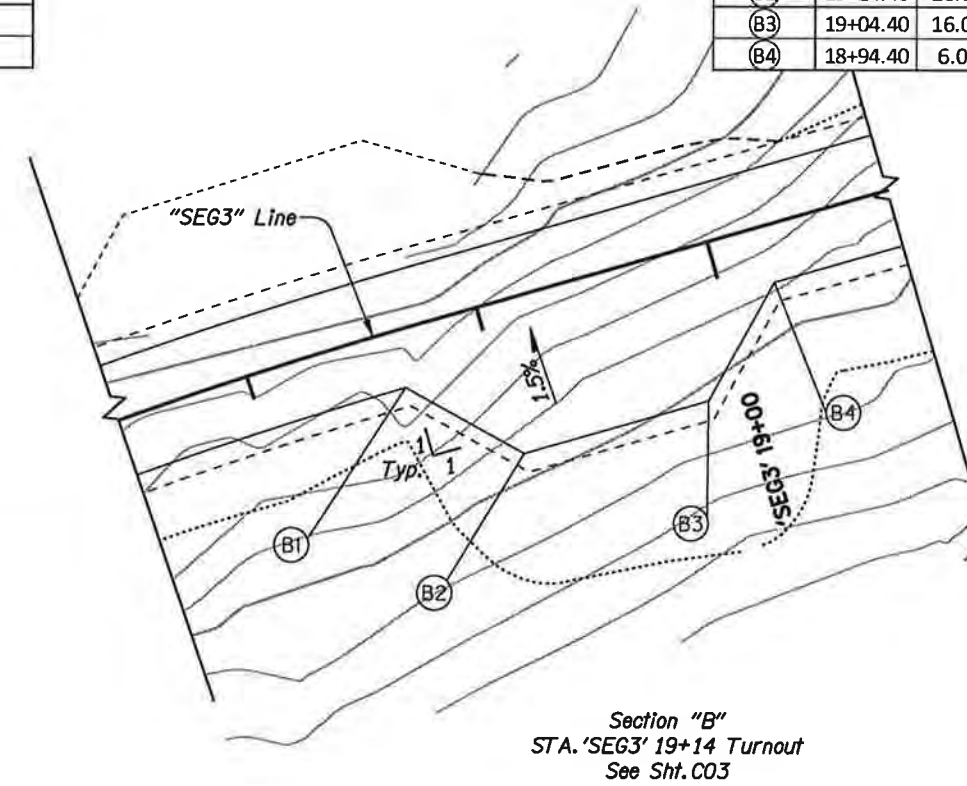 B3 19+04.40 16.0
B4 18+94.40 6.0
"SEG3" Line
1.5%
'SEG3' 19+00
1
Typ. 1
B1
B2
B3
B4
Section "B"
STA. 'SEG3' 19+14 Turnout
See Sht. C03